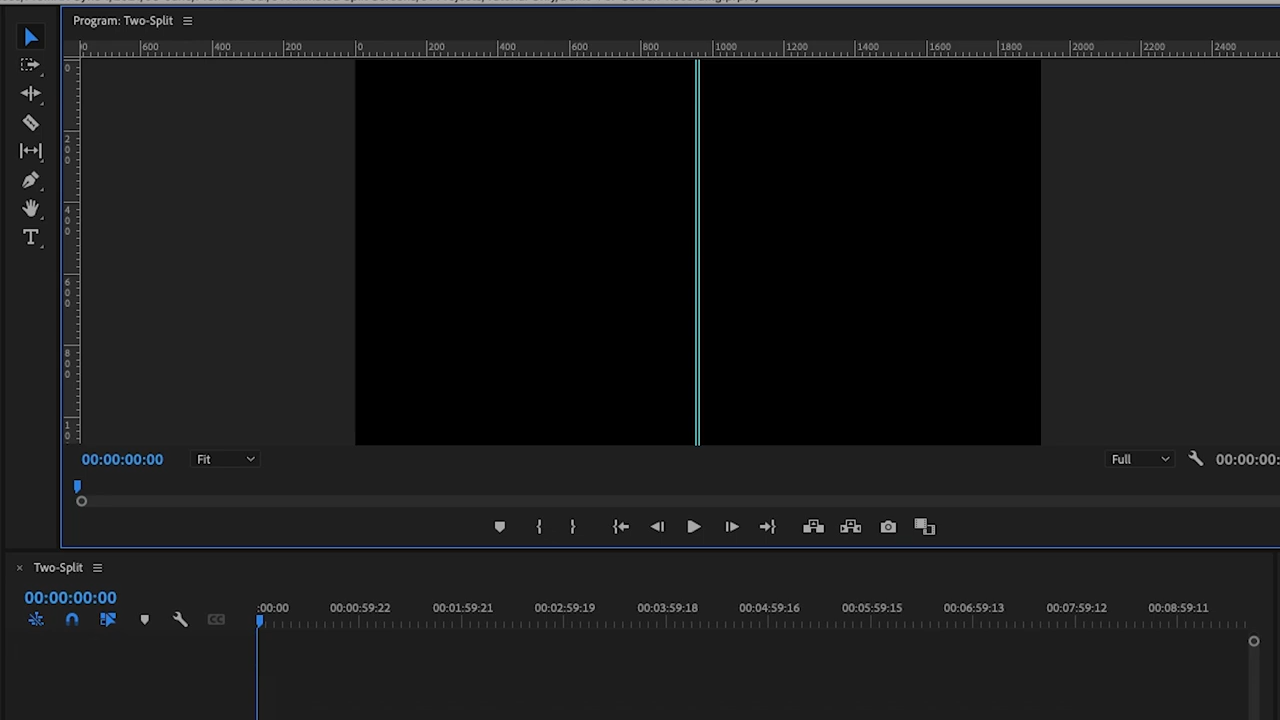 Program: Two-Split
600 400 200 0 200 400 600 800 1000 1200 1400 1600 1800 2000 2200 2400
0
200
400
600
800
10
T
00:00:00:00 Fit Full 00:00:00:
Two-Split
00:00:00:00
:00:00 00:00:59:22 00:01:59:21 00:02:59:19 00:03:59:18 00:04:59:16 00:05:59:15 00:06:59:13 00:07:59:12 00:08:59:11
CC